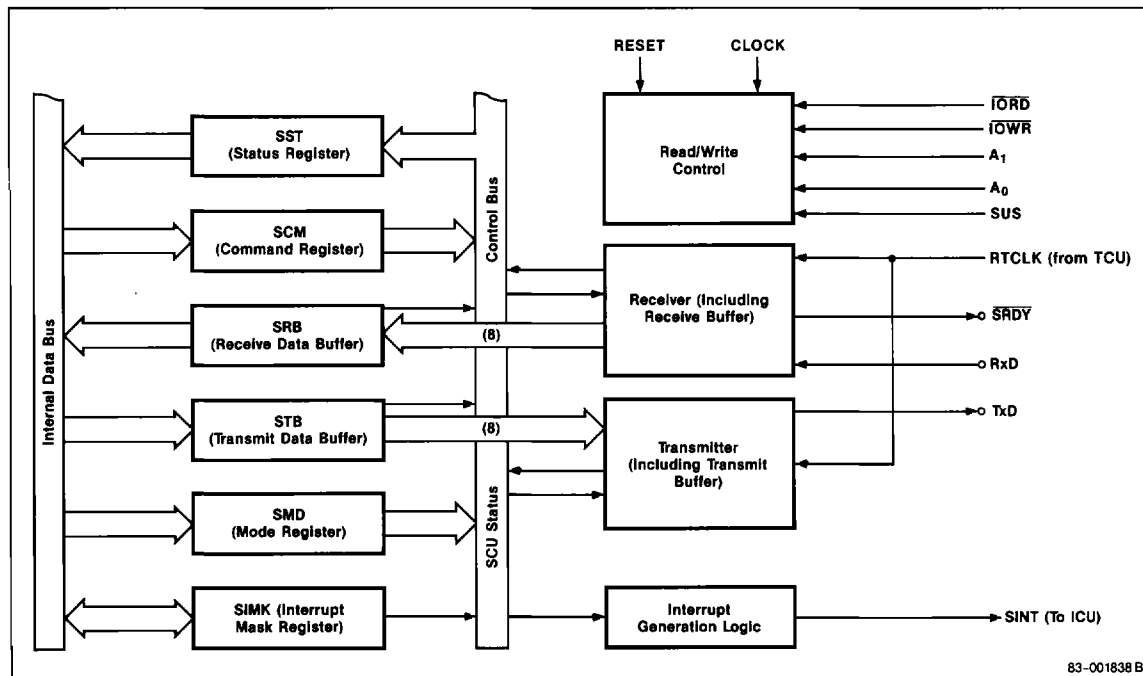 RESET
CLOCK
IORD
IOWR
A1
A0
SUS
Read/Write
Control
SST
(Status Register)
SCM
(Command Register)
Control Bus
RTCLK (from TCU)
SRDY
RxD
Receiver (Including
Receive Buffer)
SRB
(Receive Data Buffer)
(8)
Internal Data Bus
STB
(Transmit Data Buffer)
(8)
TxD
Transmitter
(Including Transmit
Buffer)
SMD
(Mode Register)
SCU Status
SIMK (Interrupt
Mask Register)
Interrupt
Generation Logic
SINT (To ICU)
83-001838 B